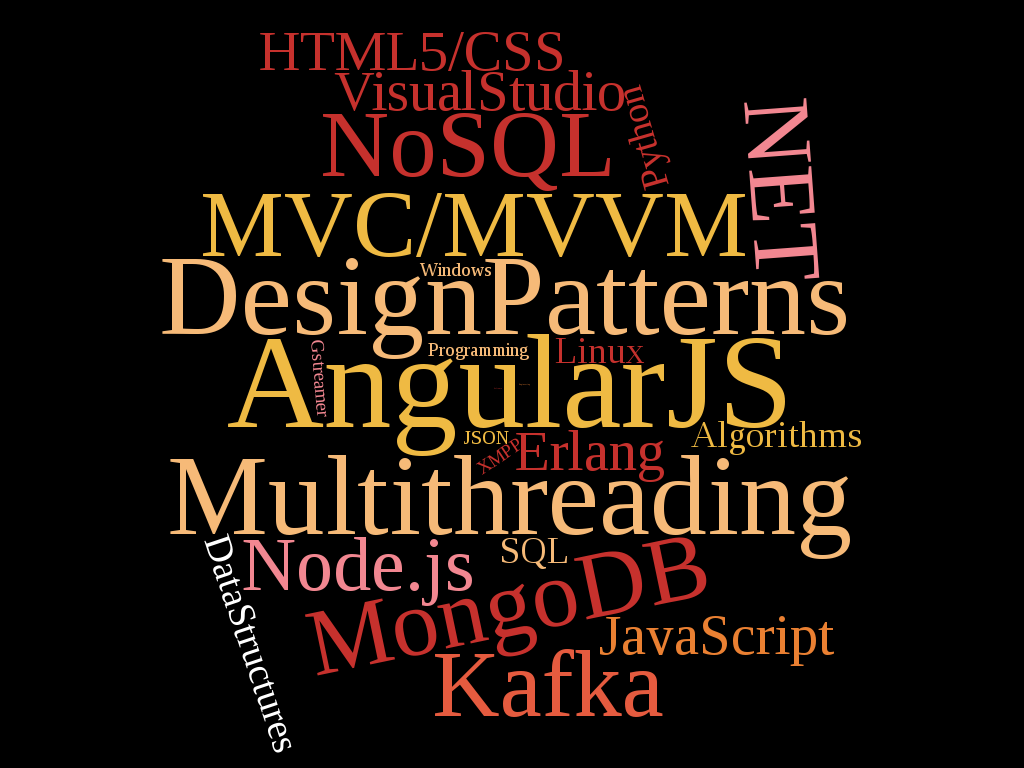 HTML5/CSS
VisualStudio
Python
NoSQL
NET
MVC/MVVM
Windows
DesignPatterns
Gstreamer
Programming
Linux
AngularJS
JSON
XMPP
Erlang
Algorithms
Multithreading
DataStructures
Node.js
SQL
MongoDB
JavaScript
Kafka